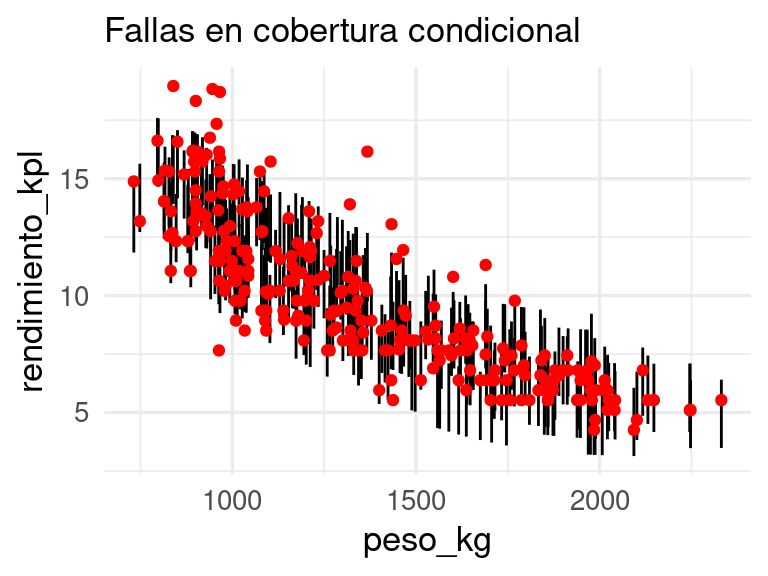 Fallas en cobertura condicional
rendimiento_kpl
15
10
5
1000 1500 2000
peso_kg